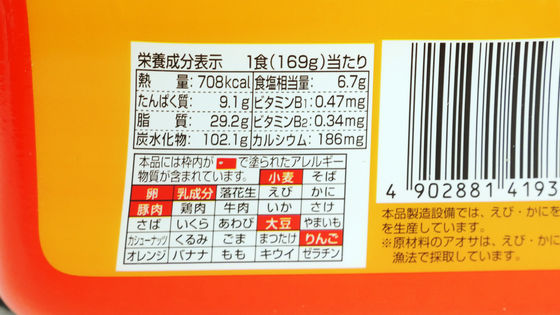 栄養成分表示 1食(169g)当たり
熱量:708kcal 食塩相当量: 6.7g
たんぱく質: 9.1g ビタミンB1:0.47mg
脂質: 29.2g ビタミンB2:0.34mg
炭水化物: 102.1g カルシウム:186mg
本品には枠内が で塗られたアレルギー
物質が含まれています。 小麦 そば
卵 乳成分 落花生 えび かに
豚肉 鶏肉 牛肉 いか さけ
さば いくら あわび 大豆 やまいも
カシューナッツ くるみ ごま まつたけ りんご
オレンジ バナナ もも キウイ ゼラチン
4 902881 4193
本品製造設備では、えび・かにを
を生産しています。
※原材料のアオサは、えび・かに
漁法で採取しています。